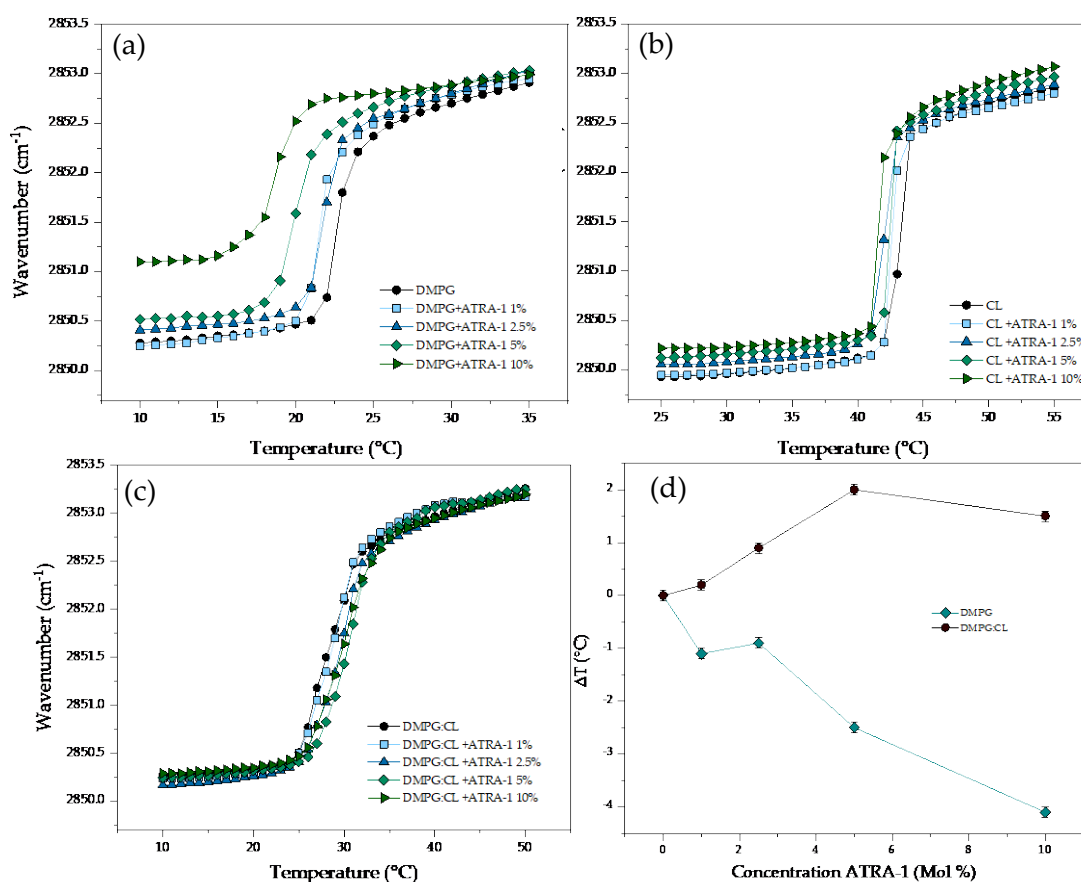 (a)
2853.5
2853.0
2852.5
2852.0
2851.5
2851.0
2850.5
2850.0
Wavenumber (cm-1)
DMPG
DMPG+ATRA-1 1%
DMPG+ATRA-1 2.5%
DMPG+ATRA-1 5%
DMPG+ATRA-1 10%
10 15 20 25 30 35
Temperature (°C)
(b)
2853.5
2853.0
2852.5
2852.0
2851.5
2851.0
2850.5
2850.0
CL
CL +ATRA-1 1%
CL +ATRA-1 2.5%
CL +ATRA-1 5%
CL +ATRA-1 10%
25 30 35 40 45 50 55
Temperature (°C)
(c)
2853.5
2853.0
2852.0
2851.5
2850.5
2850.0
Wavenumber (cm-1)
DMPG:CL
DMPG:CL +ATRA-1 1%
DMPG:CL +ATRA-1 2.5%
DMPG:CL +ATRA-1 5%
DMPG:CL +ATRA-1 10%
10 20 30 40 50
Temperature (°C)
(d)
2
1
0
-1
-2
-3
-4
ΔT (°C)
DMPG
DMPG:CL
0 2 4 6 8 10
Concentration ATRA-1 (Mol %)